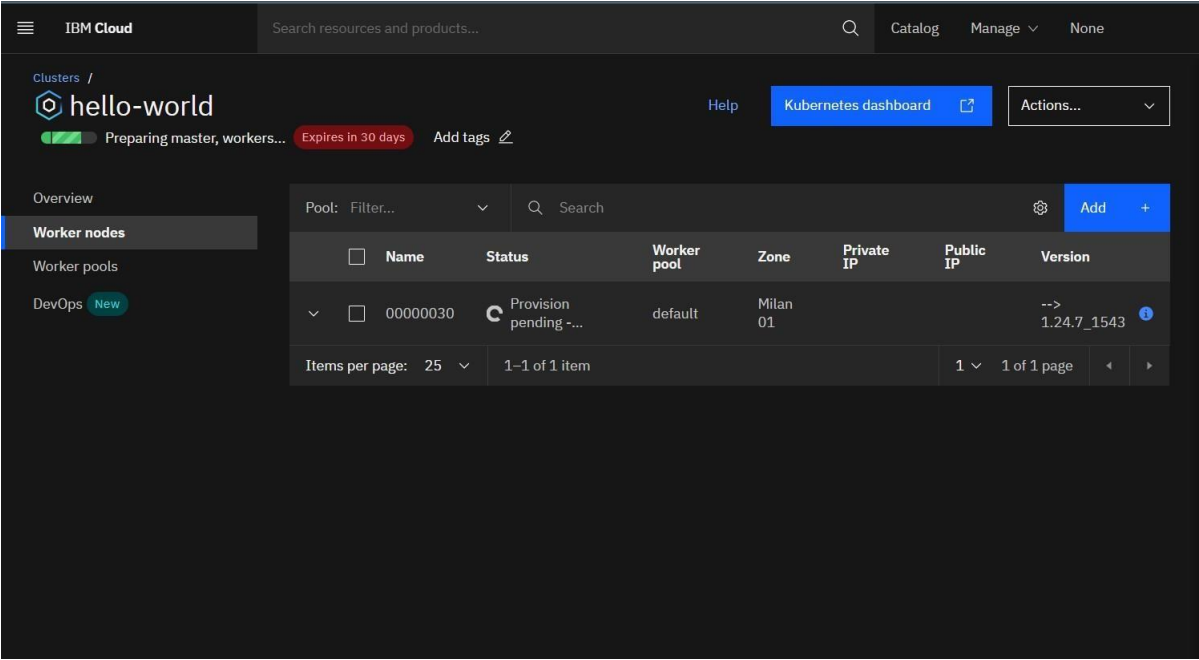 IBM Cloud
Search resources and products...
Catalog
Manage
None
Clusters /
hello-world
Help
Kubernetes dashboard
Actions...
Preparing master, workers...
Expires in 30 days
Add tags
Overview
Worker nodes
Worker pools
DevOps New
Pool: Filter...
Search
Add +
Name
Status
Worker
pool
Zone
Private
IP
Public
IP
Version
00000030
Provision
pending -...
default
Milan
01
-->
1.24.7_1543
Items per page: 25
1–1 of 1 item
1
1 of 1 page